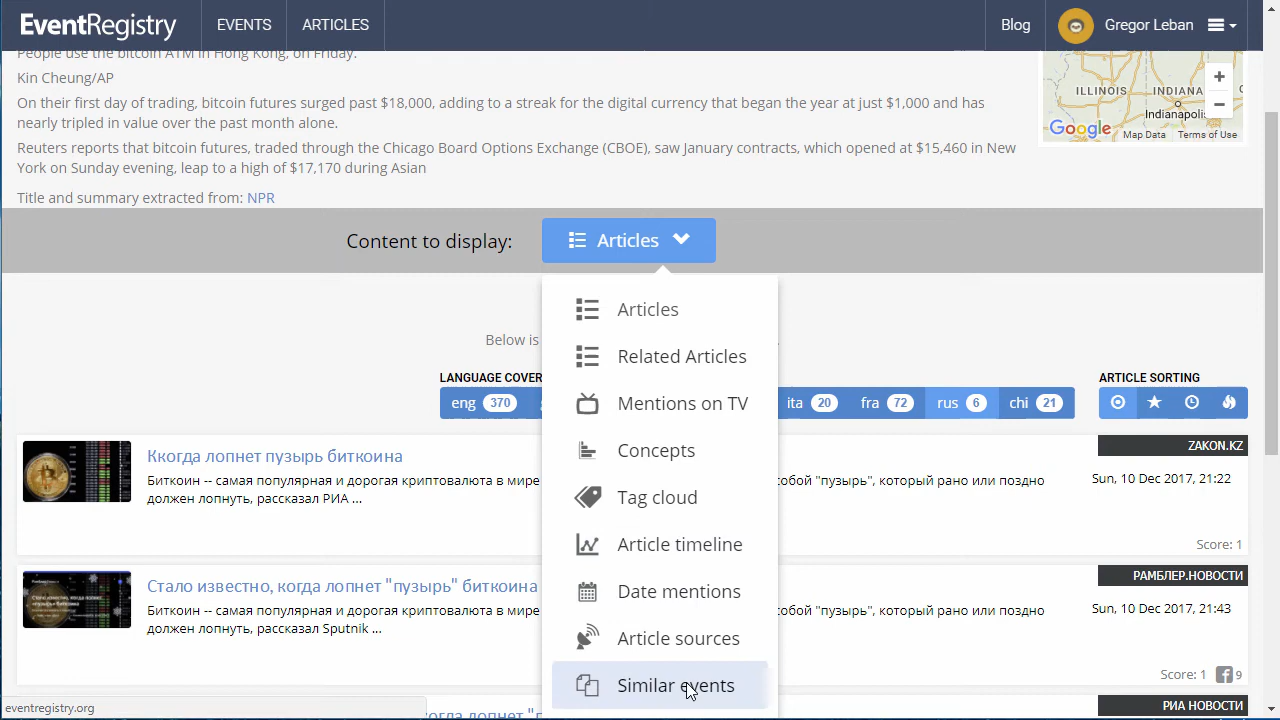 EventRegistry
EVENTS
ARTICLES
Blog
Gregor Leban
People use the bitcoin ATM in Hong Kong, on Friday.
Kin Cheung/AP
On their first day of trading, bitcoin futures surged past $18,000, adding to a streak for the digital currency that began the year at just $1,000 and has
nearly tripled in value over the past month alone.
Reuters reports that bitcoin futures, traded through the Chicago Board Options Exchange (CBOE), saw January contracts, which opened at $15,460 in New
York on Sunday evening, leap to a high of $17,170 during Asian
Title and summary extracted from: NPR
ILLINOIS
INDIANA
Indianapolis
+
−
Google
Map Data
Terms of Use
Content to display:
Articles
Articles
Related Articles
Mentions on TV
Concepts
Tag cloud
Article timeline
Date mentions
Article sources
Similar events
Below is
LANGUAGE COVER
eng 370
ita 20
fra 72
rus 6
chi 21
ARTICLE SORTING
Ккогда лопнет пузырь биткоина
ZAKON.KZ
Биткоин – самая популярная и дорогая криптовалюта в мире
собой "пузырь", который рано или поздно
должен лопнуть, рассказал РИА ...
Sun, 10 Dec 2017, 21:22
Score: 1
Стало известно, когда лопнет "пузырь" биткоина
РАМБЛЕР.НОВОСТИ
Биткоин – самая популярная и дорогая криптовалюта в мире
собой "пузырь", который рано или поздно
должен лопнуть, рассказал Sputnik ...
Sun, 10 Dec 2017, 21:43
Score: 1
9
РИА НОВОСТИ
eventregistry.org